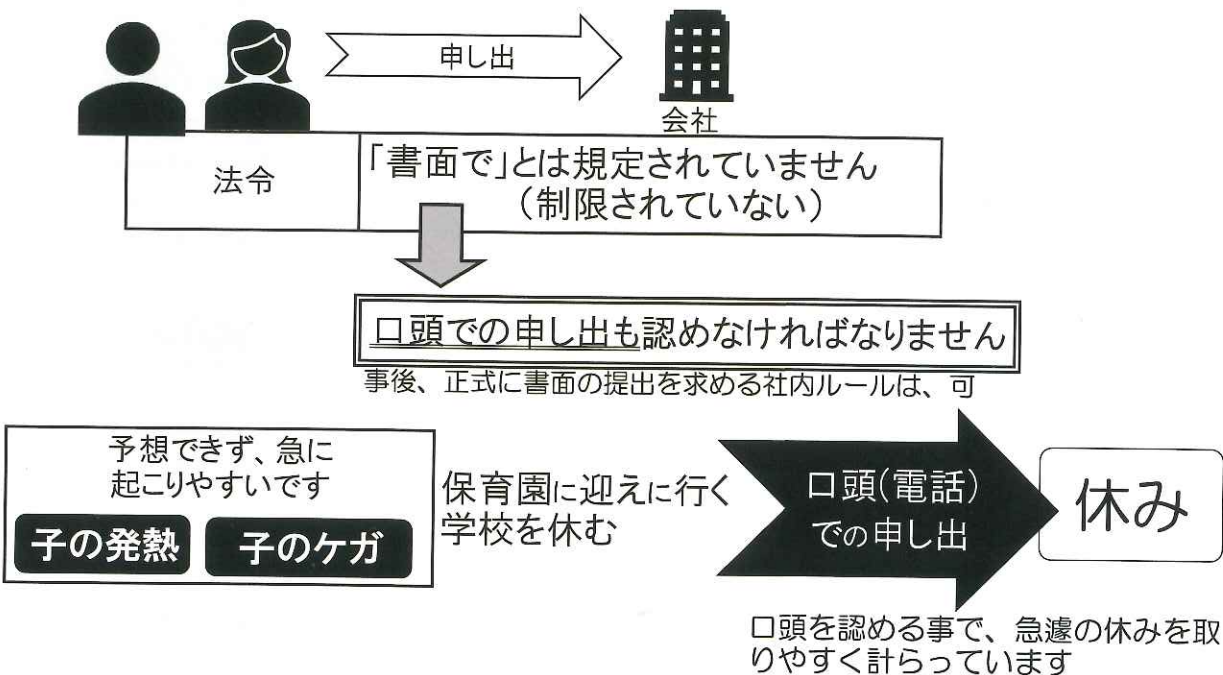 申し出
会社
法令
「書面で」とは規定されていません
（制限されていない）
口頭での申し出も認めなければなりません
事後、正式に書面の提出を求める社内ルールは、可
予想できず、急に
起こりやすいです
子の発熱
子のケガ
保育園に迎えに行く
学校を休む
口頭（電話）
での申し出
休み
口頭を認める事で、急遽の休みを取
りやすく計らっています